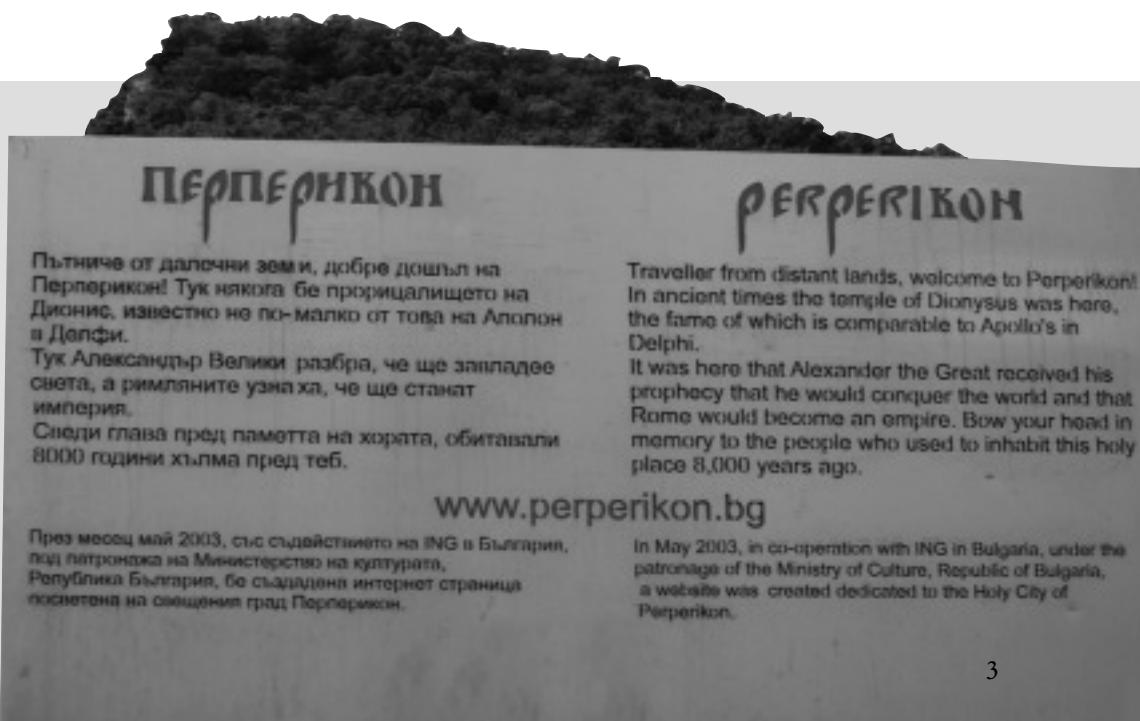 ПЕРПЕРИКОН
Пътниче от далечни земи, добре дошъл на
Перперикон! Тук някога бе прорицалището на
Дионис, известно не по-малко от това на Аполон
в Делфи.
Тук Александър Велики разбра, че ще завладее
света, а римляните узнаха, че ще станат
империя.
Сведи глава пред паметта на хората, обитавали
8000 години хълма пред теб.
PERPERIKON
Traveller from distant lands, welcome to Perperikon!
In ancient times the temple of Dionysus was here,
the fame of which is comparable to Apollo's in
Delphi.
It was here that Alexander the Great received his
prophecy that he would conquer the world and that
Rome would become an empire. Bow your head in
memory to the people who used to inhabit this holy
place 8,000 years ago.
www.perperikon.bg
През месец май 2003, със съдействието на ING в България,
под патронажа на Министерство на културата,
Република България, бе създадена интернет страница
посветена на свещения град Перперикон.
In May 2003, in co-operation with ING in Bulgaria, under the
patronage of the Ministry of Culture, Republic of Bulgaria,
a website was created dedicated to the Holy City of
Perperikon.
3